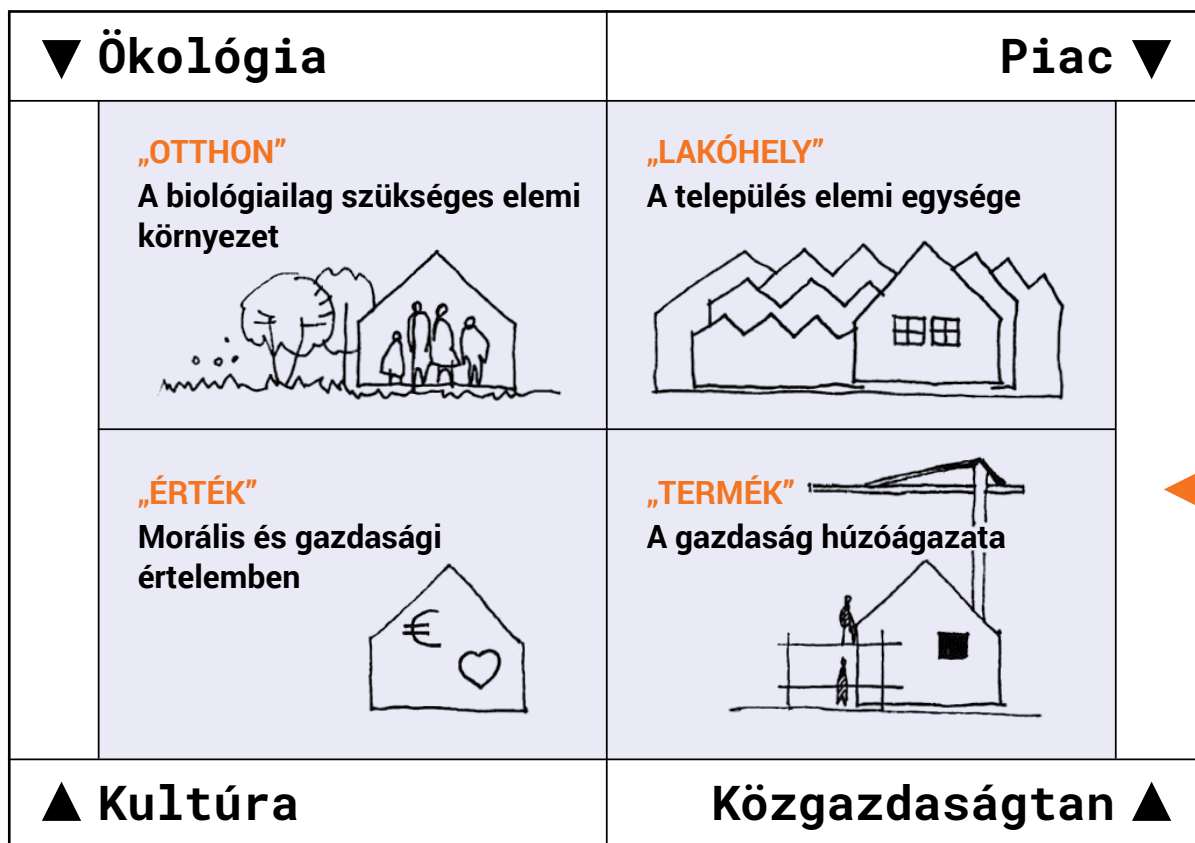 ▼ Ökológia
Piac ▼
„OTTHON”
A biológiailag szükséges elemi
környezet
„LAKÓHELY”
A település elemi egysége
„ÉRTÉK”
Morális és gazdasági
értelemben
€
„TERMÉK”
A gazdaság húzóágazata
▲ Kultúra
Közgazdaságtan ▲